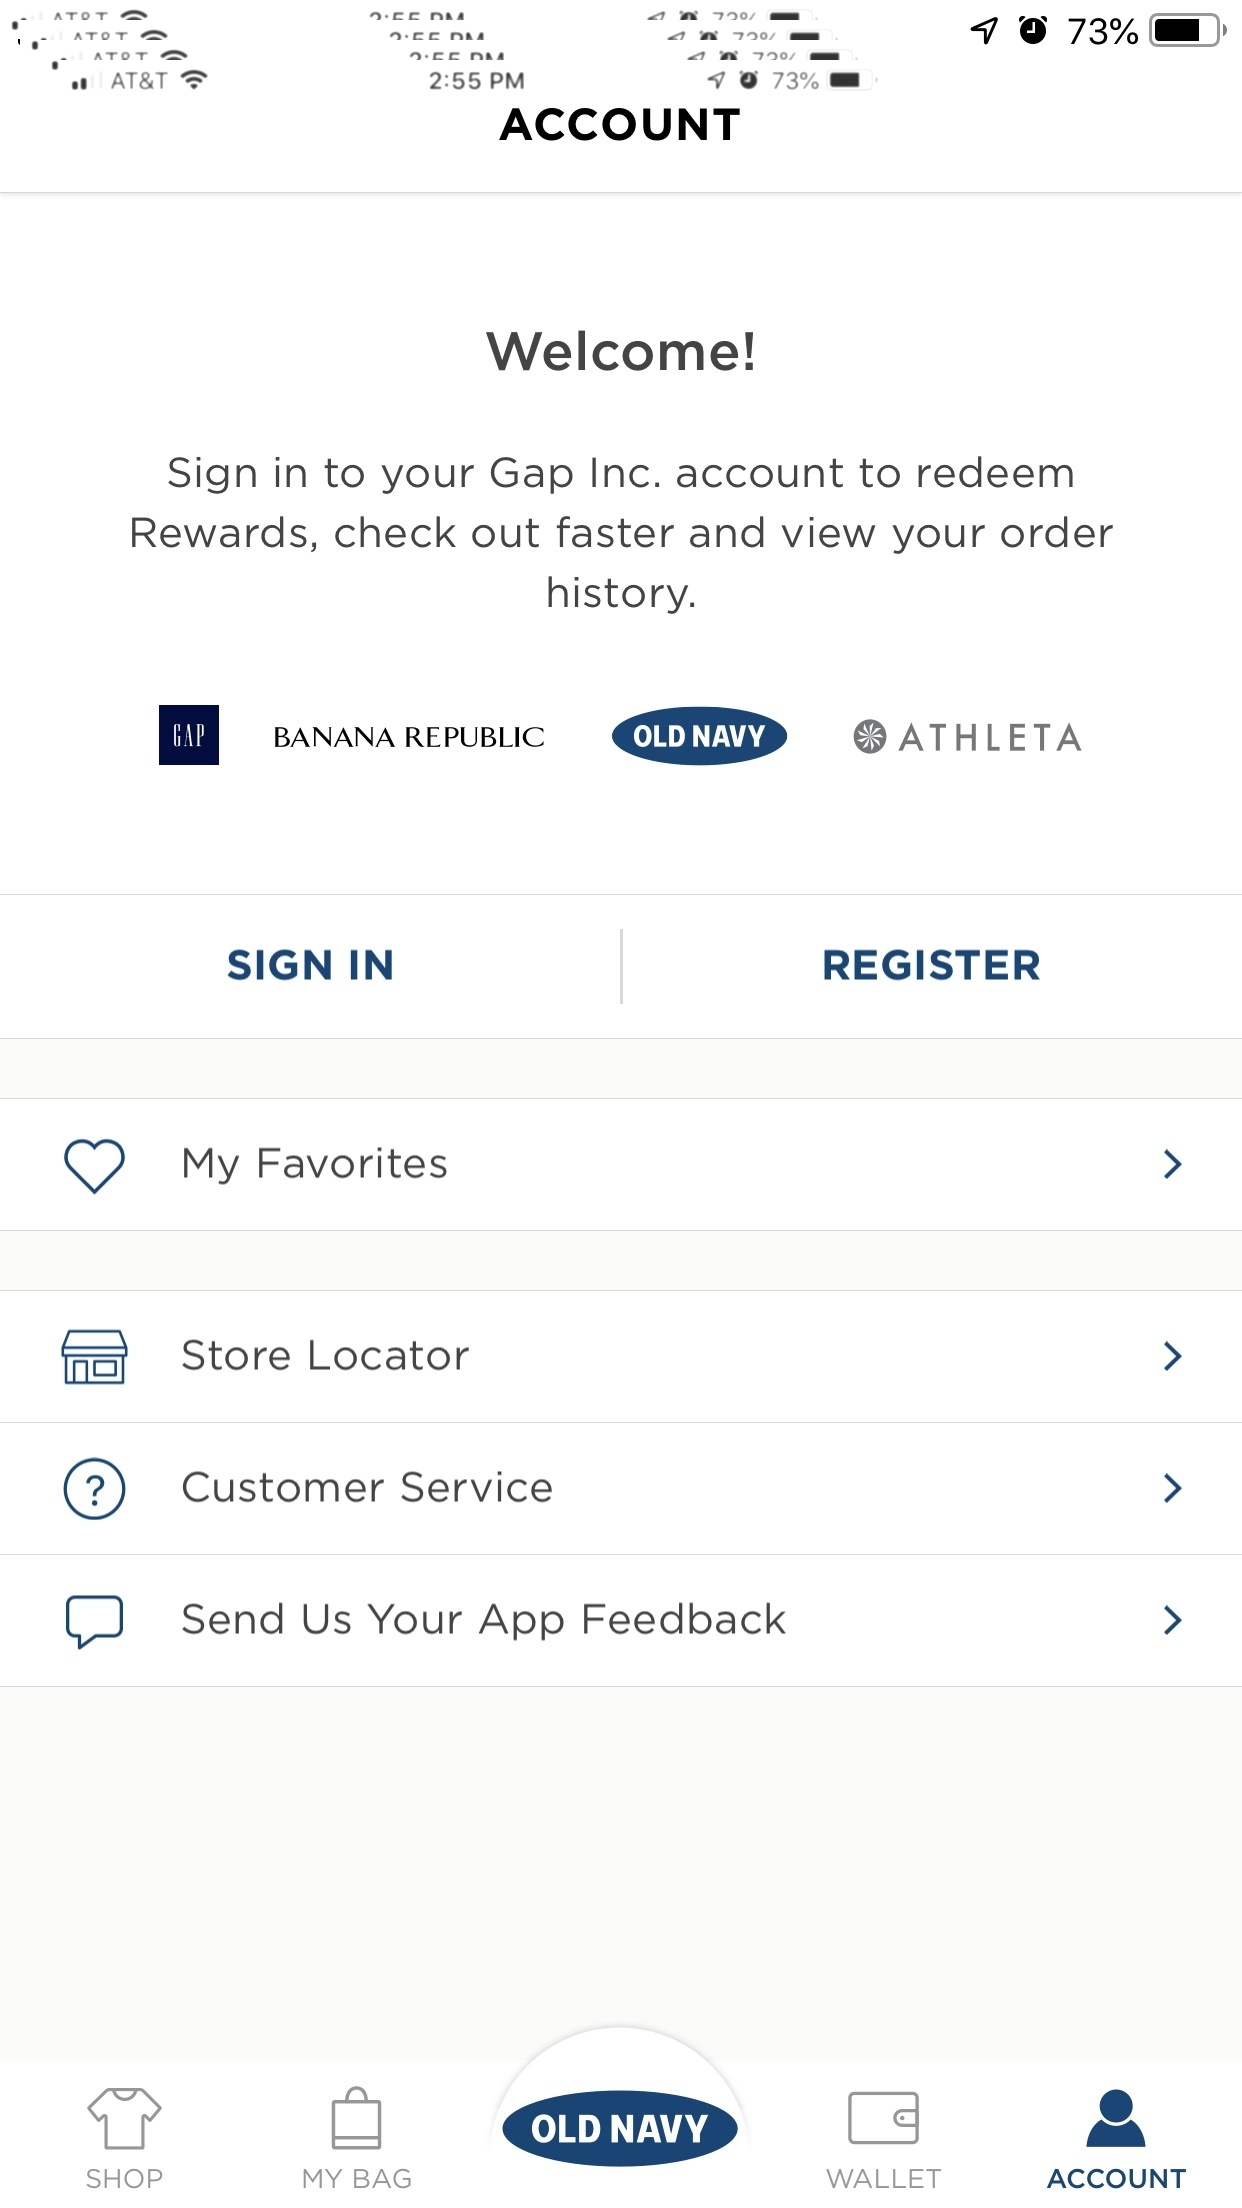 73%
AT&T 2:55 PM 73%
ACCOUNT
Welcome!
Sign in to your Gap Inc. account to redeem
Rewards, check out faster and view your order
history.
GAP BANANA REPUBLIC OLD NAVY ATHLETA
SIGN IN REGISTER
My Favorites
Store Locator
Customer Service
Send Us Your App Feedback
OLD NAVY
SHOP MY BAG WALLET ACCOUNT